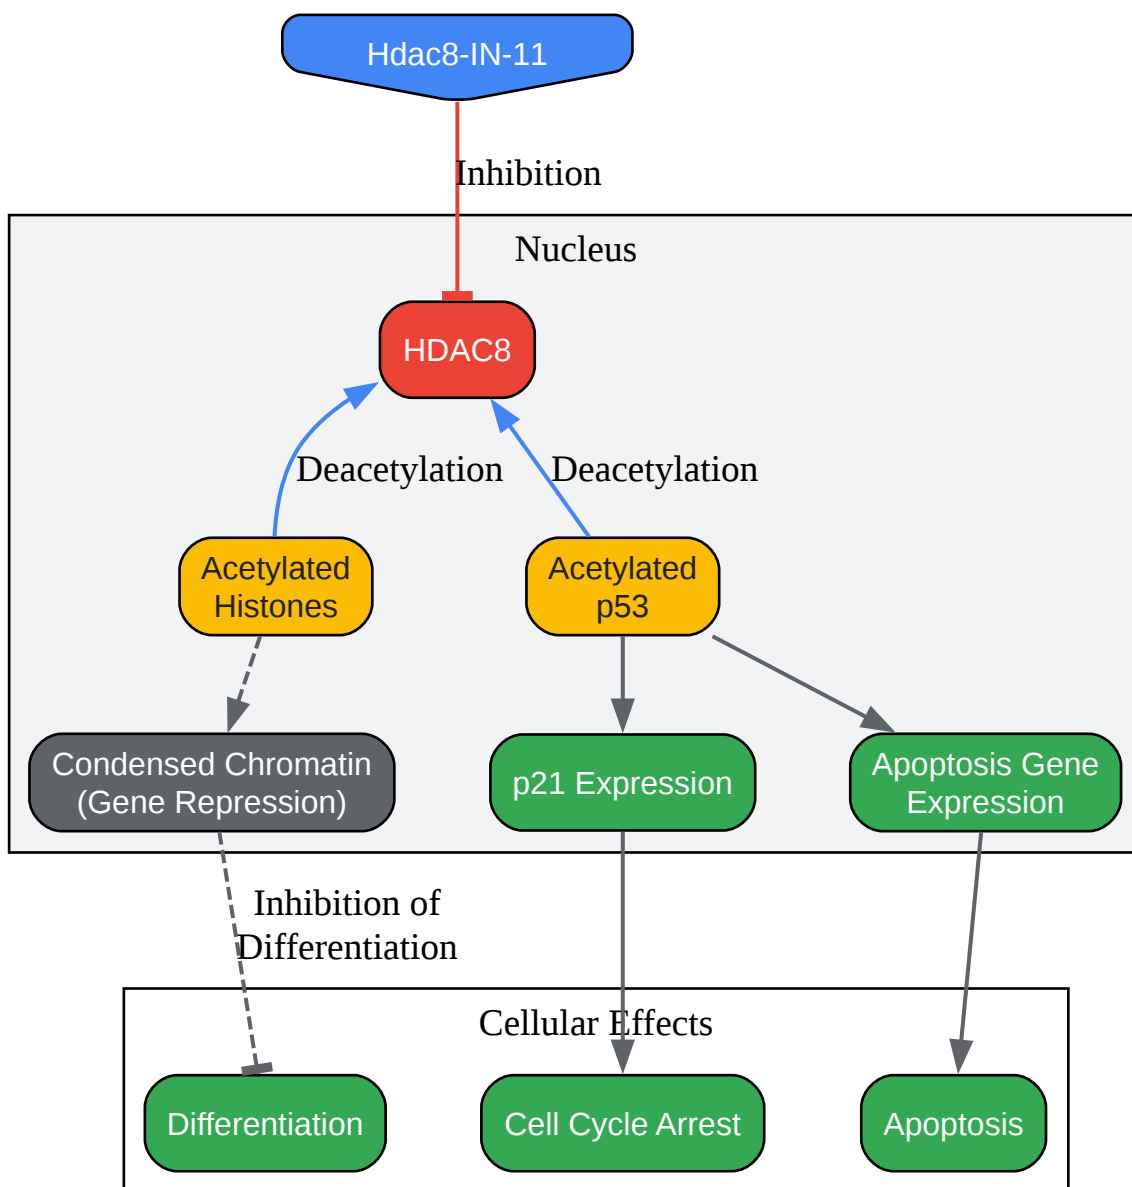 Hdac8-IN-11
Inhibition
Nucleus
HDAC8
Deacetylation
Deacetylation
Acetylated
Histones
Acetylated
p53
Condensed Chromatin
(Gene Repression)
p21 Expression
Apoptosis Gene
Expression
Inhibition of
Differentiation
Cellular Effects
Differentiation
Cell Cycle Arrest
Apoptosis